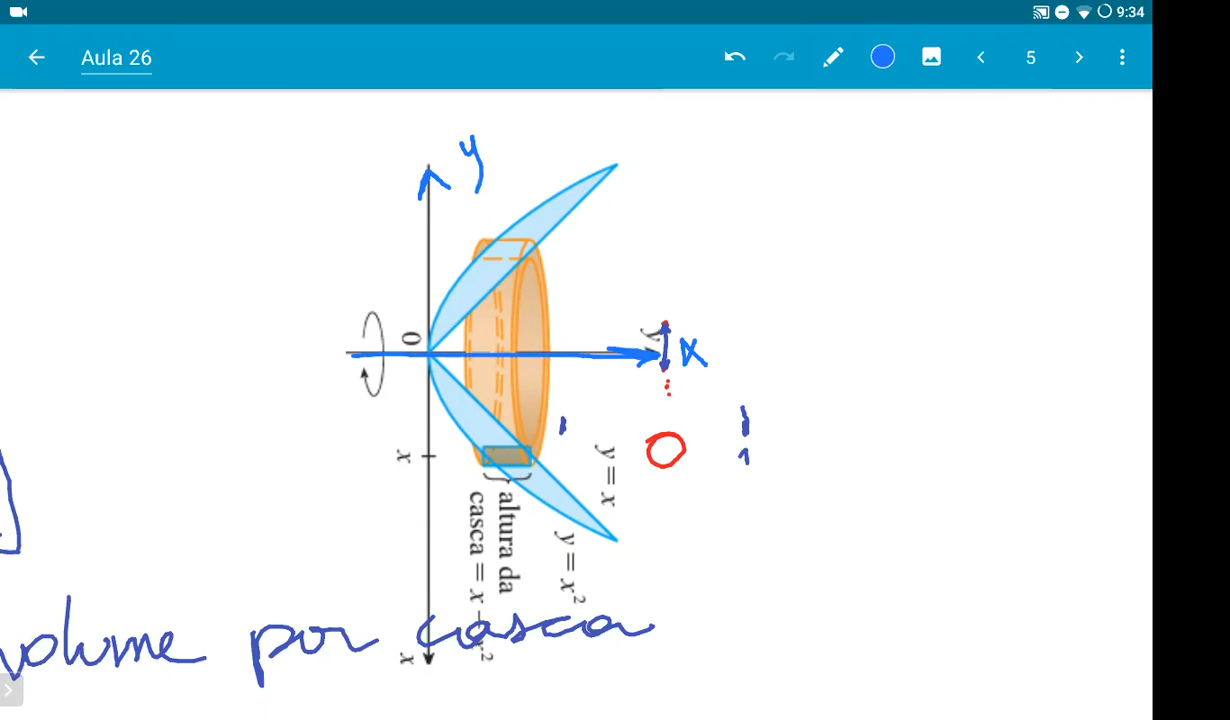 9:34
Aula 26
5
y
y
x
0
x
y = x
altura da
casca = x - x²
y = x²
volume por casca
x